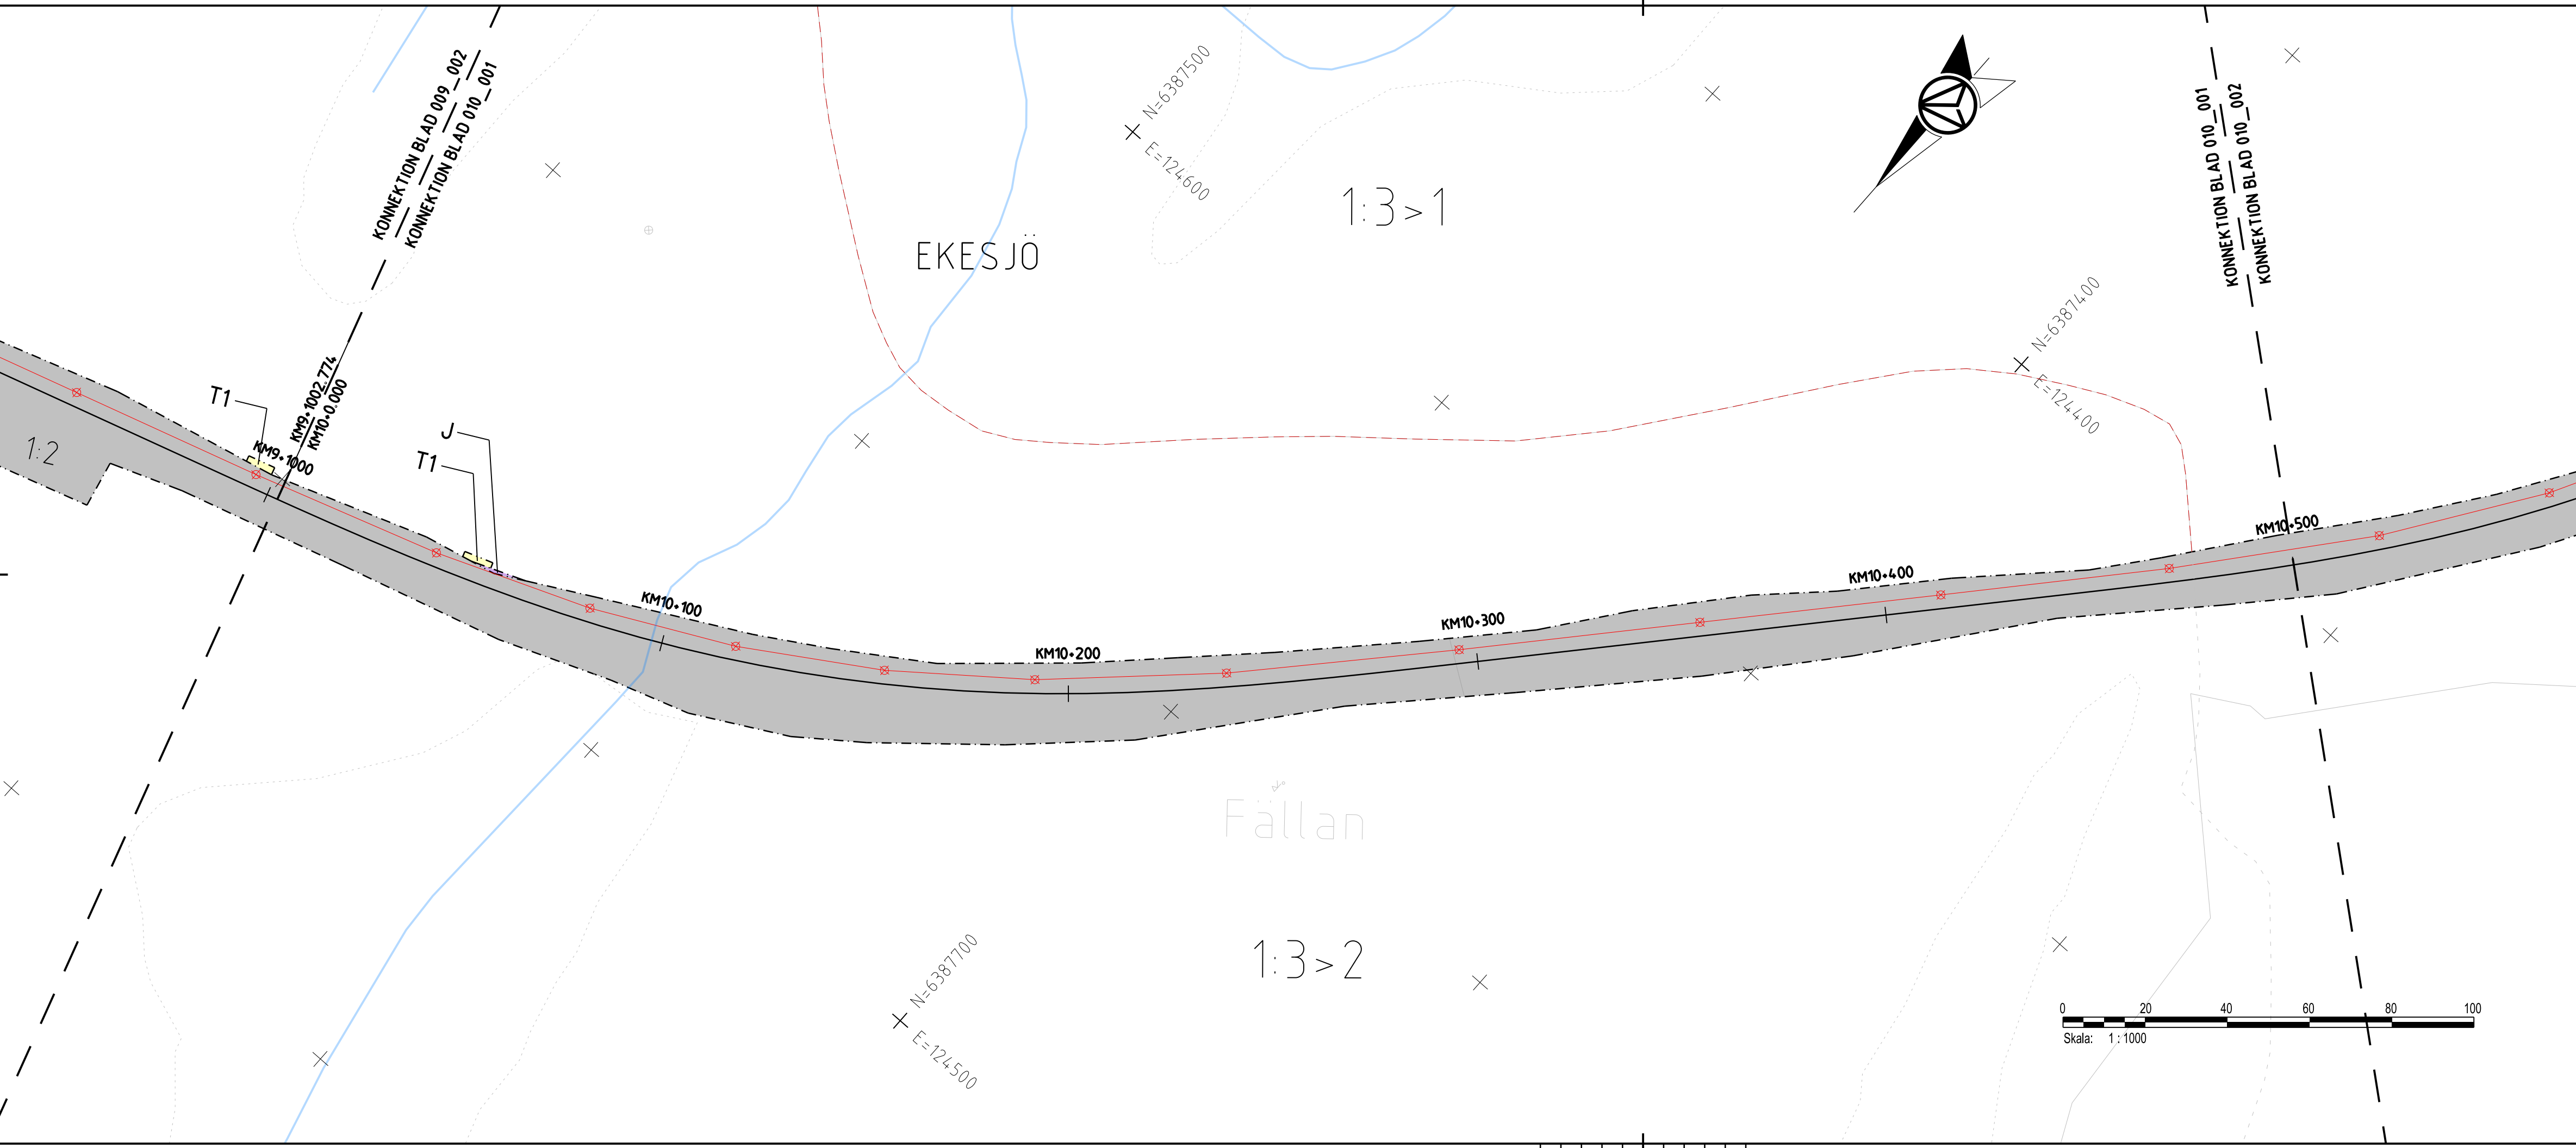 KONNEKTION BLAD 009_002
KONNEKTION BLAD 010_001
N=6387500
E=124600
1:3>1
EKESJÖ
KONNEKTION BLAD 010_001
KONNEKTION BLAD 010_002
N=6387400
E=124400
KM9+1002.774
KM10+0.000
T1
1:2
KM9+1000
J
T1
KM10+100
KM10+200
KM10+300
KM10+400
KM10+500
Fällan
1:3>2
N=6387700
E=124500
0 20 40 60 80 100
Skala: 1 : 1000